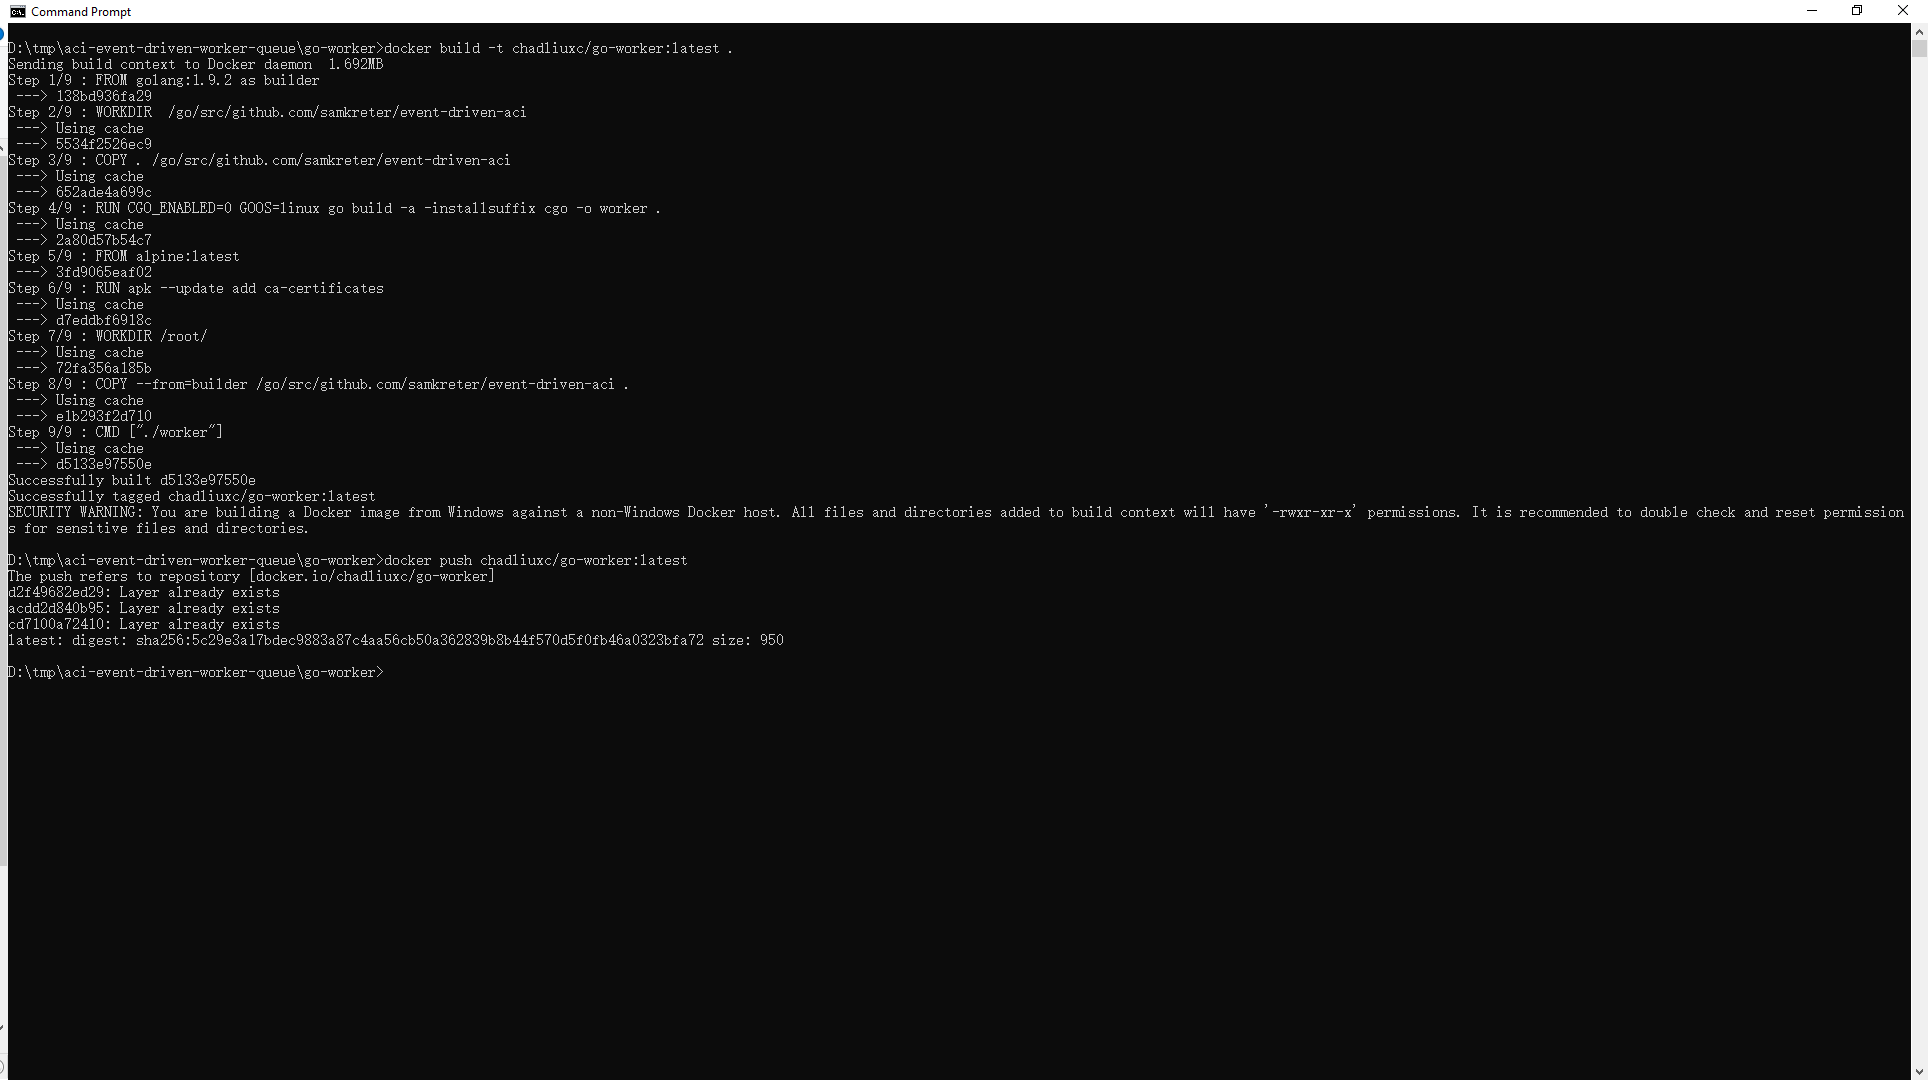 Command Prompt
D:\tmp\aci-event-driven-worker-queue\go-worker>docker build -t chadliuxc/go-worker:latest .
Sending build context to Docker daemon  1.692MB
Step 1/9 : FROM golang:1.9.2 as builder
 ---> 138bd936fa29
Step 2/9 : WORKDIR  /go/src/github.com/samkreter/event-driven-aci
 ---> Using cache
 ---> 5534f2526ec9
Step 3/9 : COPY . /go/src/github.com/samkreter/event-driven-aci
 ---> Using cache
 ---> 652ade4a699c
Step 4/9 : RUN CGO_ENABLED=0 GOOS=linux go build -a -installsuffix cgo -o worker .
 ---> Using cache
 ---> 2a80d57b54c7
Step 5/9 : FROM alpine:latest
 ---> 3fd9065eaf02
Step 6/9 : RUN apk --update add ca-certificates
 ---> Using cache
 ---> d7eddbf6918c
Step 7/9 : WORKDIR /root/
 ---> Using cache
 ---> 72fa356a185b
Step 8/9 : COPY --from=builder /go/src/github.com/samkreter/event-driven-aci .
 ---> Using cache
 ---> e1b293f2d710
Step 9/9 : CMD ["./worker"]
 ---> Using cache
 ---> d5133e97550e
Successfully built d5133e97550e
Successfully tagged chadliuxc/go-worker:latest
SECURITY WARNING: You are building a Docker image from Windows against a non-Windows Docker host. All files and directories added to build context will have '-rwxr-xr-x' permissions. It is recommended to double check and reset permission
s for sensitive files and directories.
D:\tmp\aci-event-driven-worker-queue\go-worker>docker push chadliuxc/go-worker:latest
The push refers to repository [docker.io/chadliuxc/go-worker]
d2f49682ed29: Layer already exists
acdd2d840b95: Layer already exists
cd7100a72410: Layer already exists
latest: digest: sha256:5c29e3a17bdec9883a87c4aa56cb50a362839b8b44f570d5f0fb46a0323bfa72 size: 950
D:\tmp\aci-event-driven-worker-queue\go-worker>